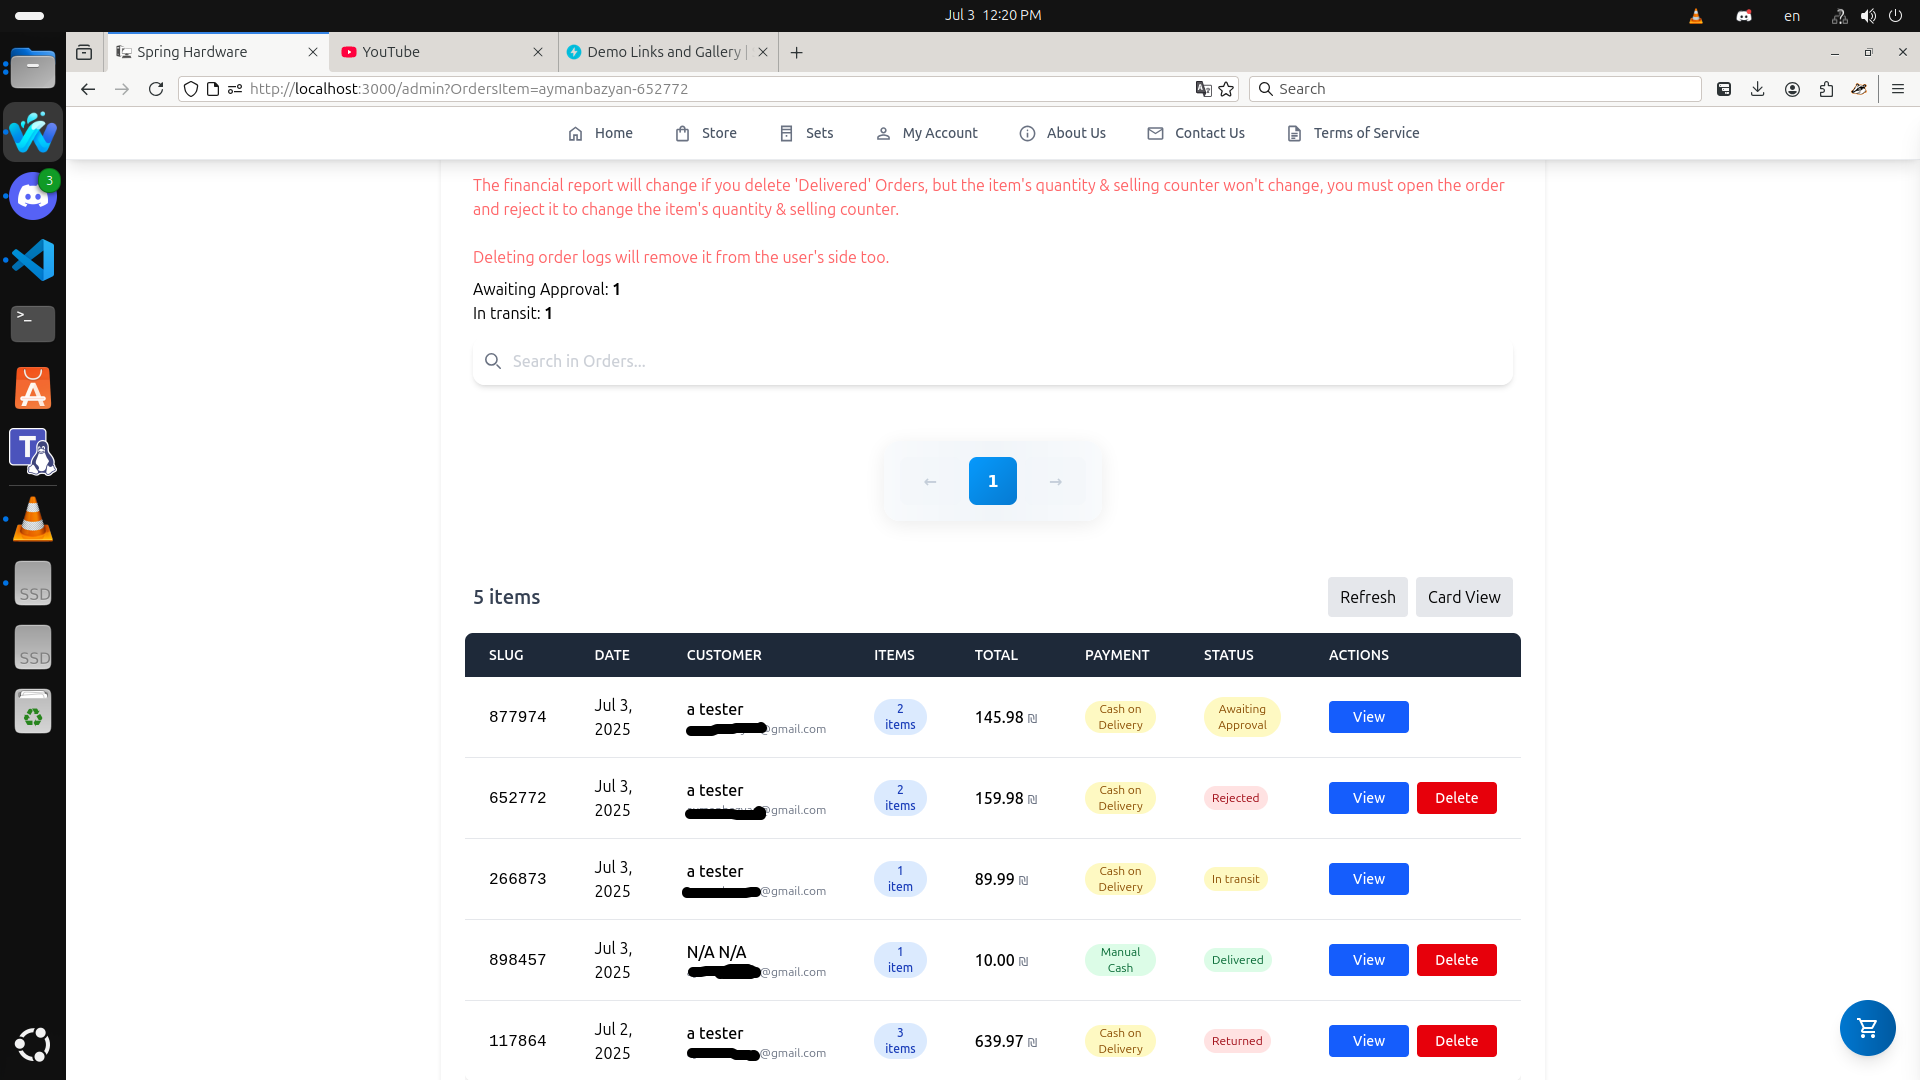 Jul 3 12:20 PM
en
3
Spring Hardware
YouTube
Demo Links and Gallery |
http://localhost:3000/admin?OrdersItem=aymanbazyan-652772
Search
Home
Store
Sets
My Account
About Us
Contact Us
Terms of Service
The financial report will change if you delete 'Delivered' Orders, but the item's quantity & selling counter won't change, you must open the order
and reject it to change the item's quantity & selling counter.
Deleting order logs will remove it from the user's side too.
Awaiting Approval: 1
In transit: 1
Search in Orders...
← 1 →
5 items
Refresh
Card View
SLUG DATE CUSTOMER ITEMS TOTAL PAYMENT STATUS ACTIONS
877974
Jul 3,
2025
a tester
@gmail.com
2
items
145.98 ₪
Cash on
Delivery
Awaiting
Approval
View
652772
Jul 3,
2025
a tester
@gmail.com
2
items
159.98 ₪
Cash on
Delivery
Rejected
View
Delete
266873
Jul 3,
2025
a tester
@gmail.com
1
item
89.99 ₪
Cash on
Delivery
In transit
View
898457
Jul 3,
2025
N/A N/A
@gmail.com
1
item
10.00 ₪
Manual
Cash
Delivered
View
Delete
117864
Jul 2,
2025
a tester
@gmail.com
3
items
639.97 ₪
Cash on
Delivery
Returned
View
Delete
>_
A
T
SSD
SSD